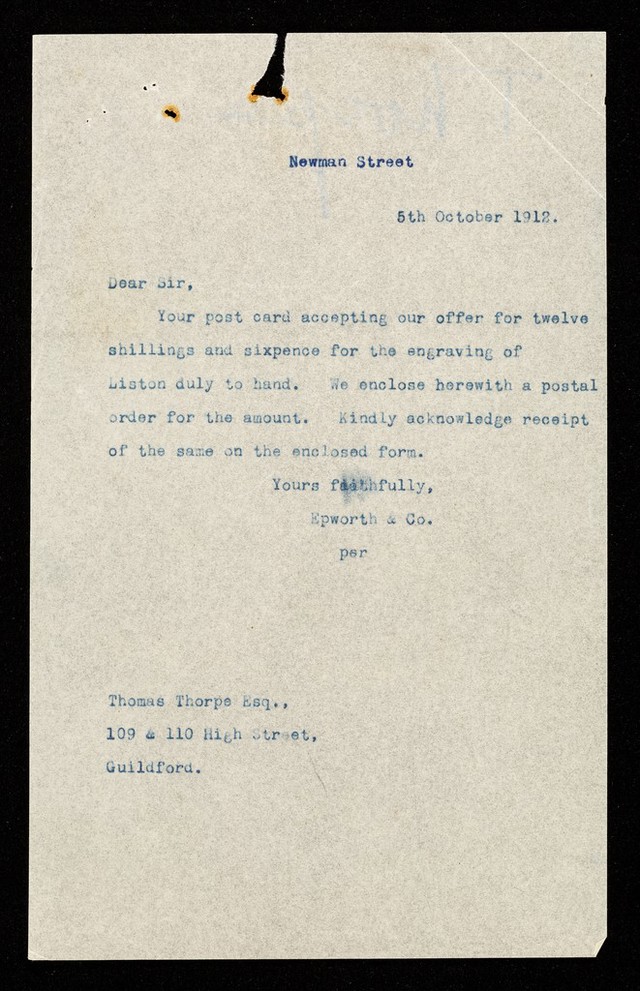 Newman Street
5th October 1912.
Dear Sir,
Your post card accepting our offer for twelve
shillings and sixpence for the engraving of
Liston duly to hand. We enclose herewith a postal
order for the amount. Kindly acknowledge receipt
of the same on the enclosed form.
Yours faithfully,
Epworth & Co.
per
Thomas Thorpe Esq.,
109 & 110 High Street,
Guildford.